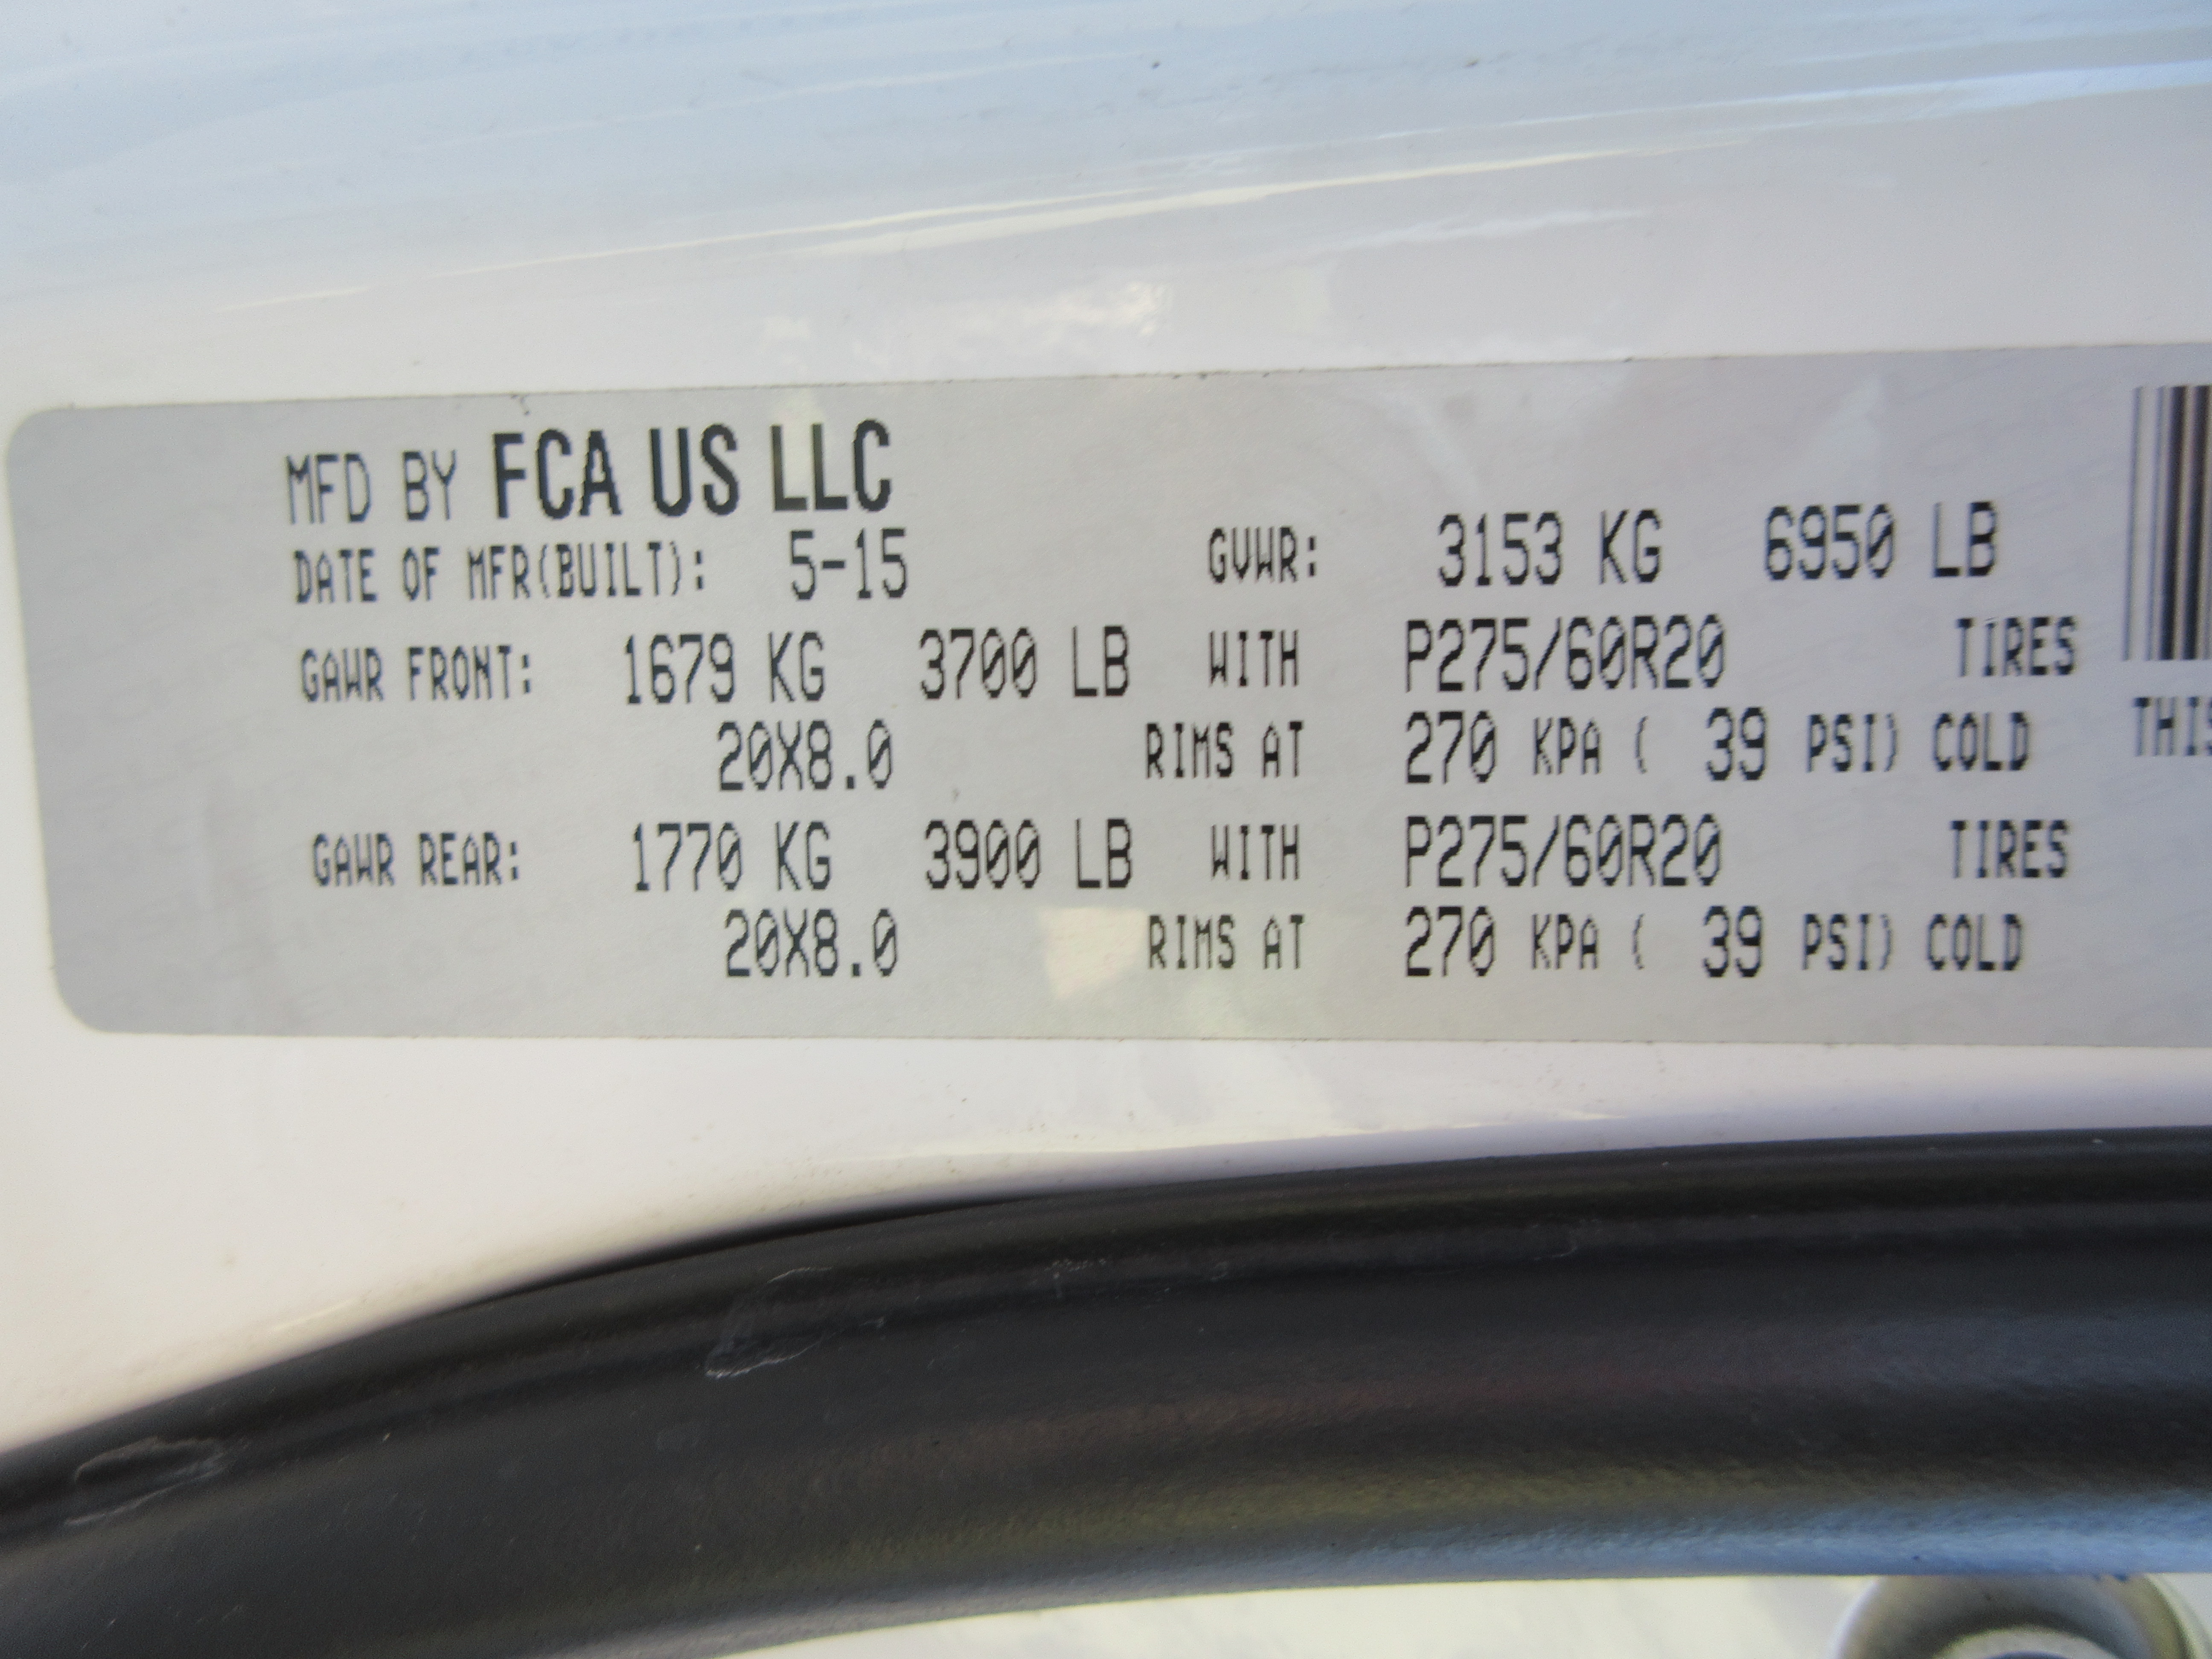 MFD BY FCA US LLC
DATE OF MFR(BUILT): 5-15 GVWR: 3153 KG 6950 LB
GAWR FRONT: 1679 KG 3700 LB WITH P275/60R20 TIRES
20X8.0 RIMS AT 270 KPA ( 39 PSI) COLD
GAWR REAR: 1770 KG 3900 LB WITH P275/60R20 TIRES
20X8.0 RIMS AT 270 KPA ( 39 PSI) COLD
THIS